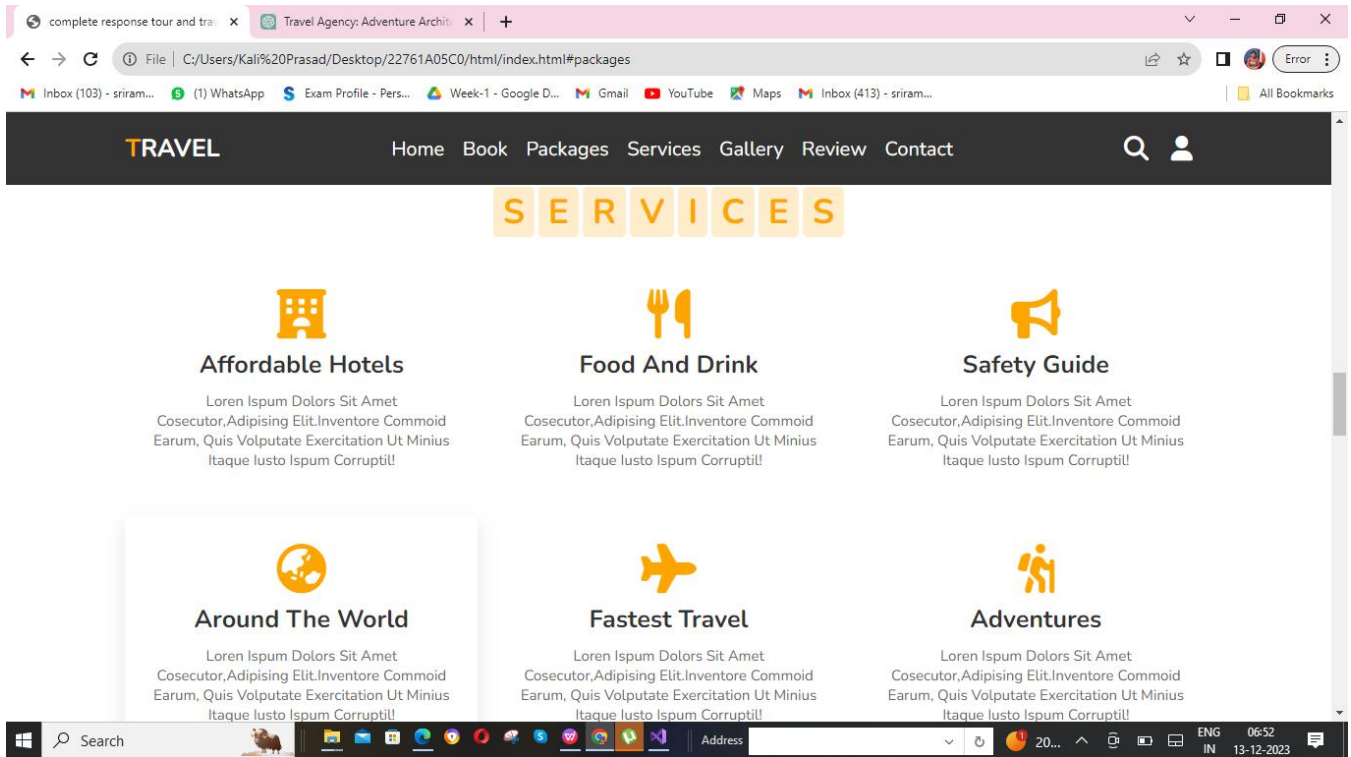 complete response tour and tra
Travel Agency: Adventure Archit
File C:/Users/Kali%20Prasad/Desktop/22761A05C0/html/index.html#packages
Error
Inbox (103) - sriram... (1) WhatsApp Exam Profile - Pers... Week-1 - Google D... Gmail YouTube Maps Inbox (413) - sriram... All Bookmarks
TRAVEL Home Book Packages Services Gallery Review Contact
SERVICES
Affordable Hotels
Loren Ispum Dolors Sit Amet
Cosecutor,Adipising Elit.Inventore Commoid
Earum, Quis Volputate Exercitation Ut Minius
Itaque Iusto Ispum Corruptil!
Food And Drink
Loren Ispum Dolors Sit Amet
Cosecutor,Adipising Elit.Inventore Commoid
Earum, Quis Volputate Exercitation Ut Minius
Itaque Iusto Ispum Corruptil!
Safety Guide
Loren Ispum Dolors Sit Amet
Cosecutor,Adipising Elit.Inventore Commoid
Earum, Quis Volputate Exercitation Ut Minius
Itaque Iusto Ispum Corruptil!
Around The World
Loren Ispum Dolors Sit Amet
Cosecutor,Adipising Elit.Inventore Commoid
Earum, Quis Volputate Exercitation Ut Minius
Itaque Iusto Ispum Corruptil!
Fastest Travel
Loren Ispum Dolors Sit Amet
Cosecutor,Adipising Elit.Inventore Commoid
Earum, Quis Volputate Exercitation Ut Minius
Itaque Iusto Ispum Corruptil!
Adventures
Loren Ispum Dolors Sit Amet
Cosecutor,Adipising Elit.Inventore Commoid
Earum, Quis Volputate Exercitation Ut Minius
Itaque Iusto Ispum Corruptil!
Search Address 20... ENG 06:52
IN 13-12-2023